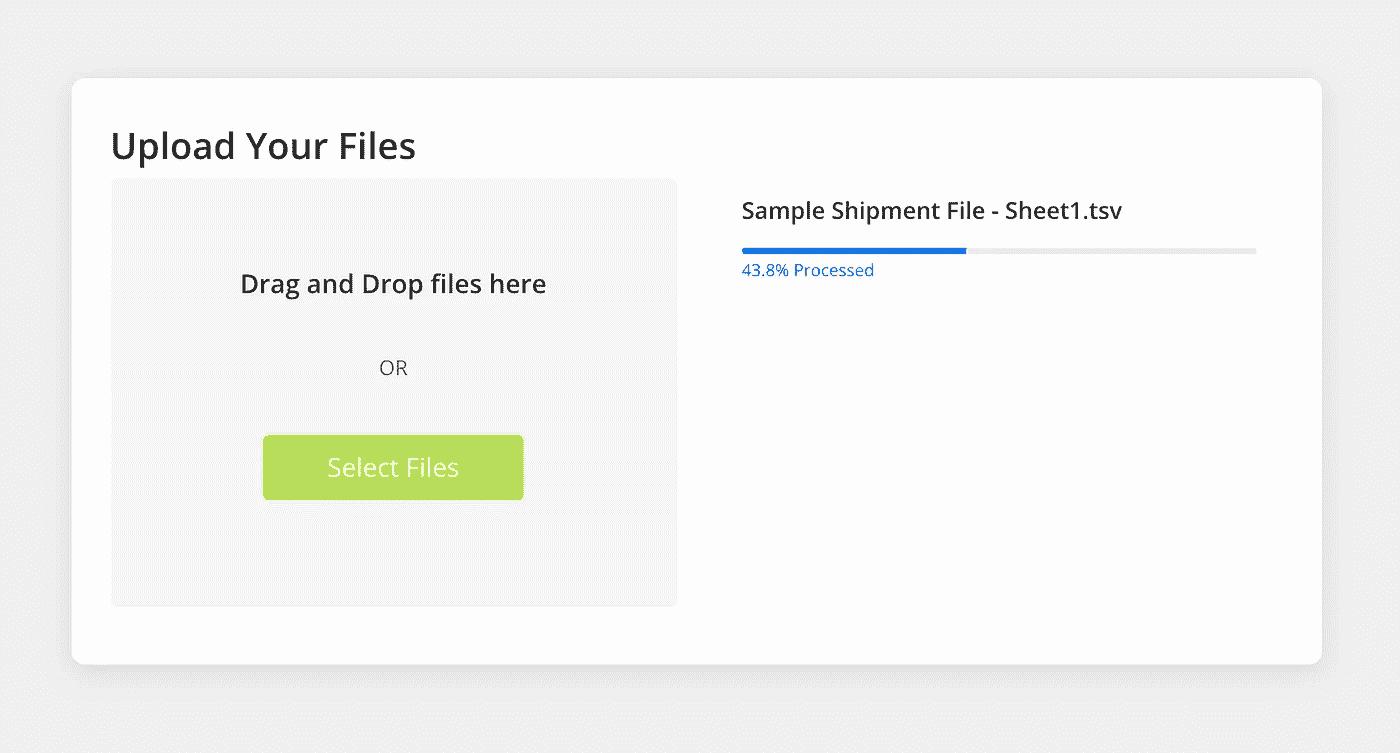 Upload Your Files
Drag and Drop files here
OR
Select Files
Sample Shipment File - Sheet1.tsv
43.8% Processed